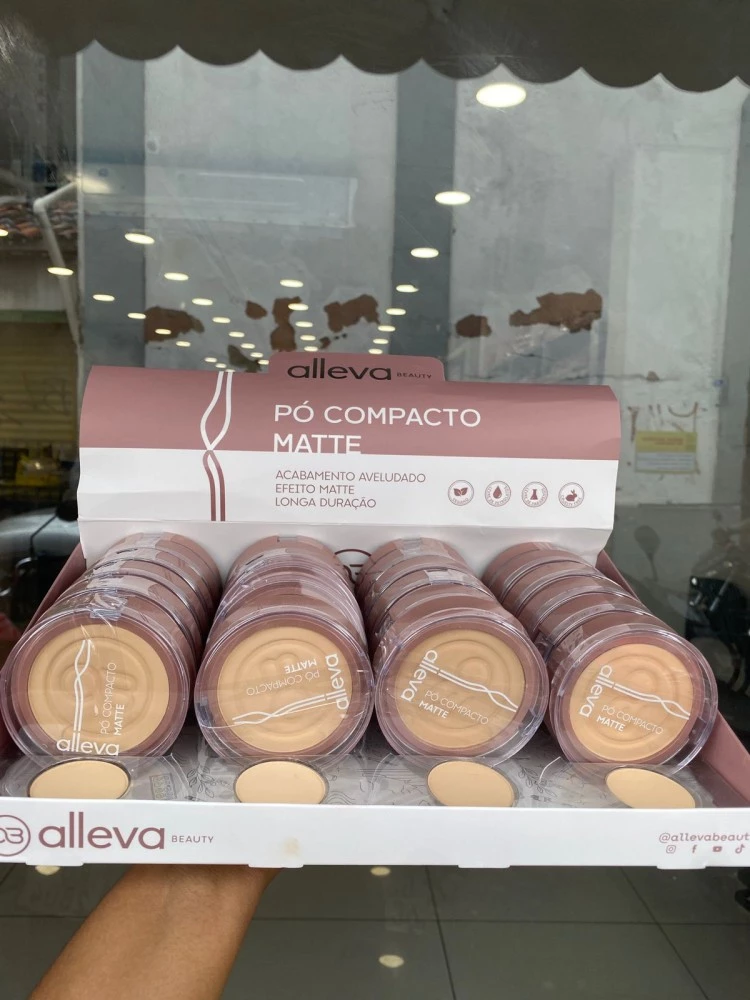 alleva BEAUTY
PÓ COMPACTO
MATTE
ACABAMENTO AVELUDADO
EFEITO MATTE
LONGA DURAÇÃO
alleva
PÓ COMPACTO
MATTE
alleva
PÓ COMPACTO
MATTE
alleva
PÓ COMPACTO
MATTE
alleva
PÓ COMPACTO
MATTE
alleva BEAUTY
@allevabeaut